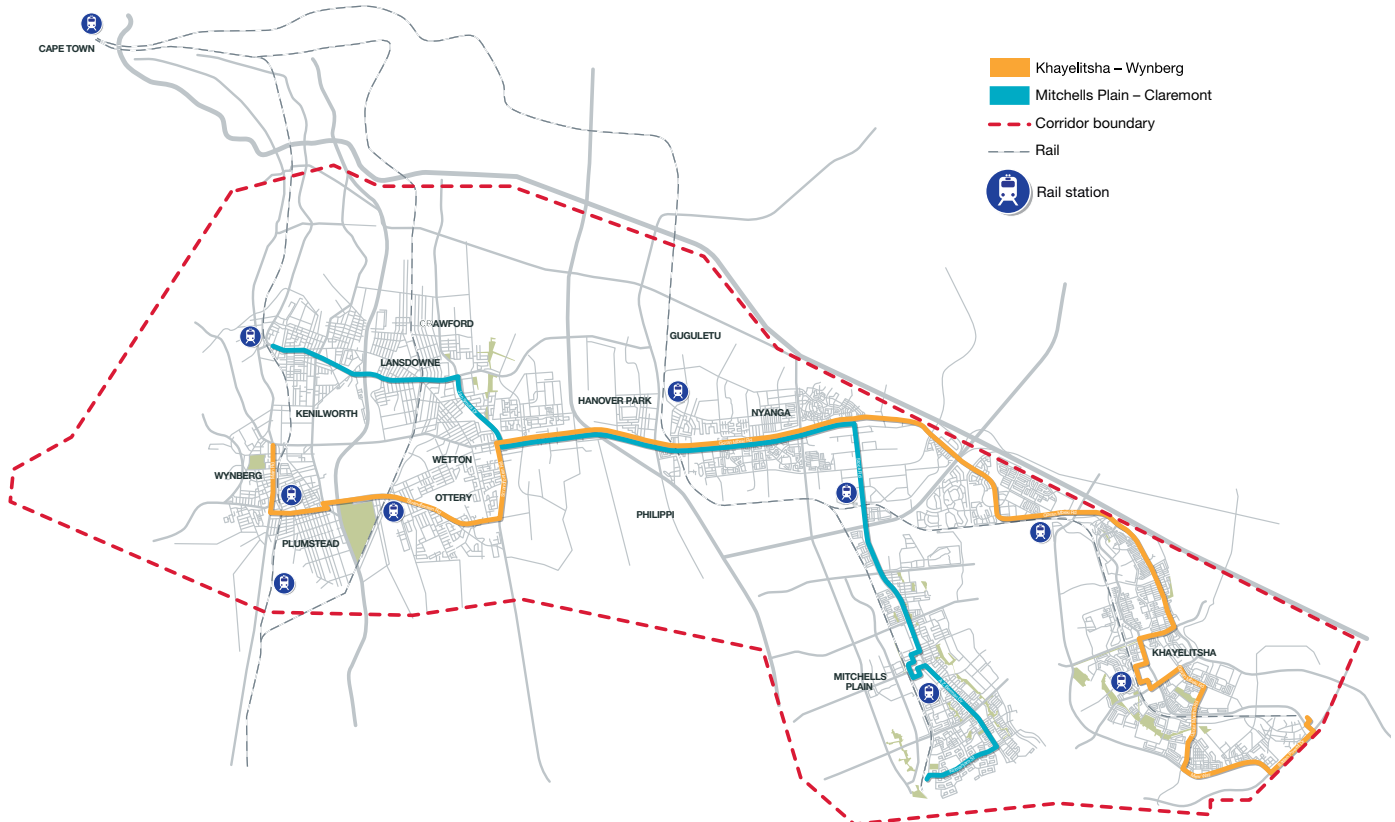 CAPE TOWN
Khayelitsha – Wynberg
Mitchells Plain – Claremont
Corridor boundary
Rail
Rail station
CRAWFORD
GUGULETU
LANSDOWNE
HANOVER PARK
KENILWORTH
NYANGA
WETTON
WYNBERG
OTTERY
PHILIPPI
PLUMSTEAD
KHAYELITSHA
MITCHELLS
PLAIN